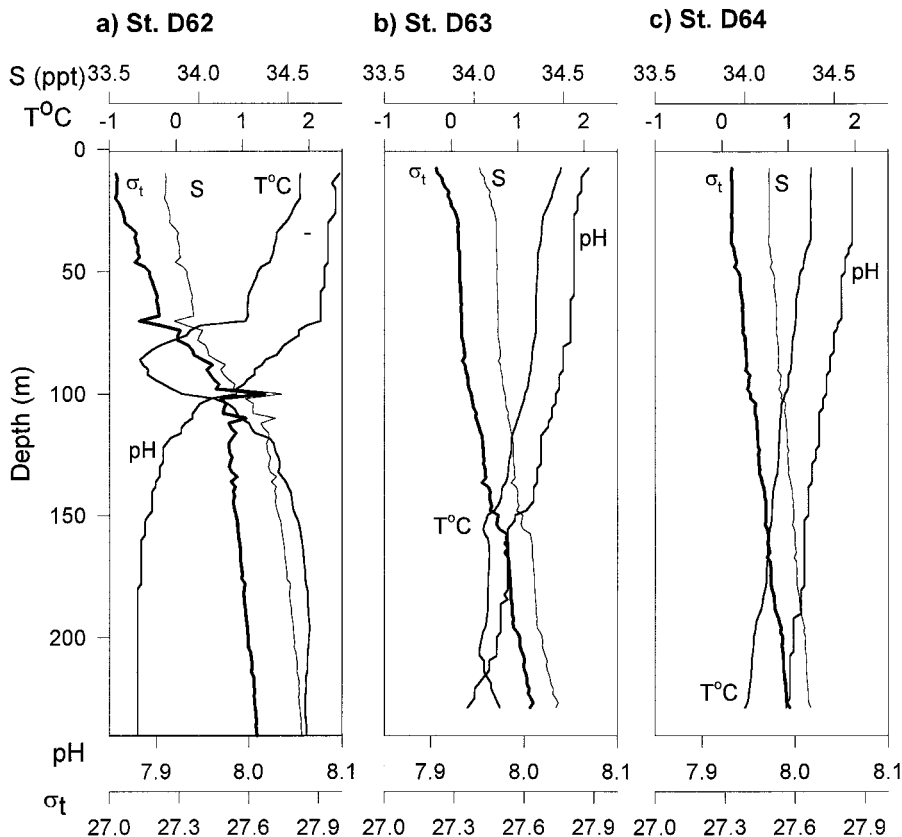 a) St. D62 b) St. D63 c) St. D64
S (ppt) 33.5 34.0 34.5 33.5 34.0 34.5 33.5 34.0 34.5
T°C -1 0 1 2 -1 0 1 2 -1 0 1 2
0
σt S T°C
σt S pH
σt S pH
50
100
Depth (m)
pH
150
T°C
200
T°C
pH 7.9 8.0 8.1 7.9 8.0 8.1 7.9 8.0 8.1
σt 27.0 27.3 27.6 27.9 27.0 27.3 27.6 27.9 27.0 27.3 27.6 27.9